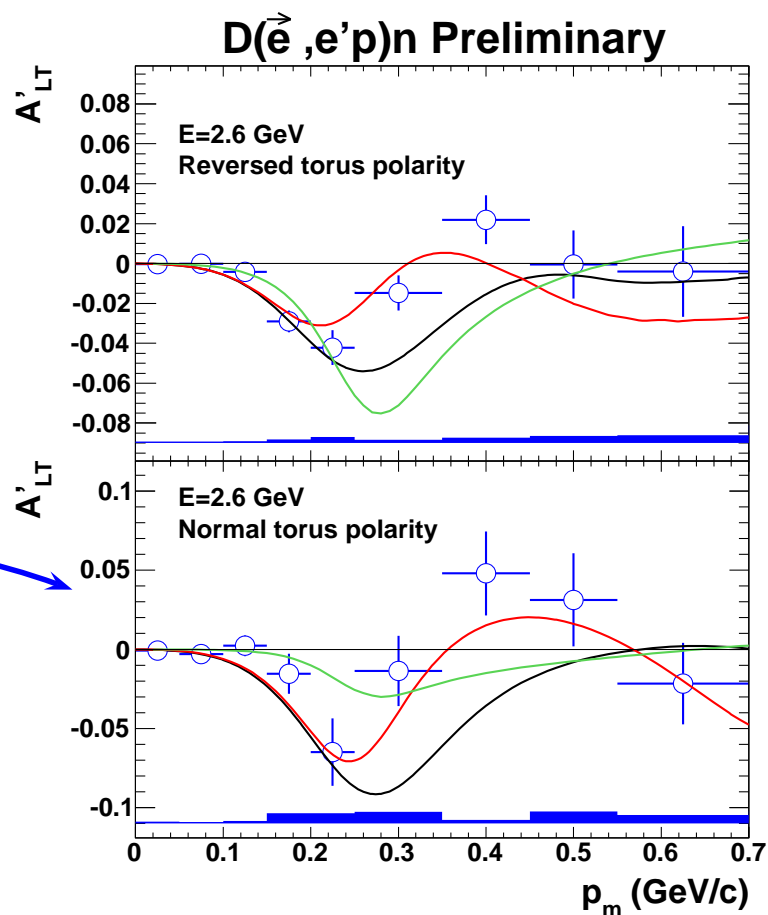 D(e⃗ ,e'p)n Preliminary
A'LT
0.08
0.06
0.04
0.02
0
-0.02
-0.04
-0.06
-0.08
E=2.6 GeV
Reversed torus polarity
A'LT
0.1
0.05
0
-0.05
-0.1
E=2.6 GeV
Normal torus polarity
0 0.1 0.2 0.3 0.4 0.5 0.6 0.7
pm (GeV/c)